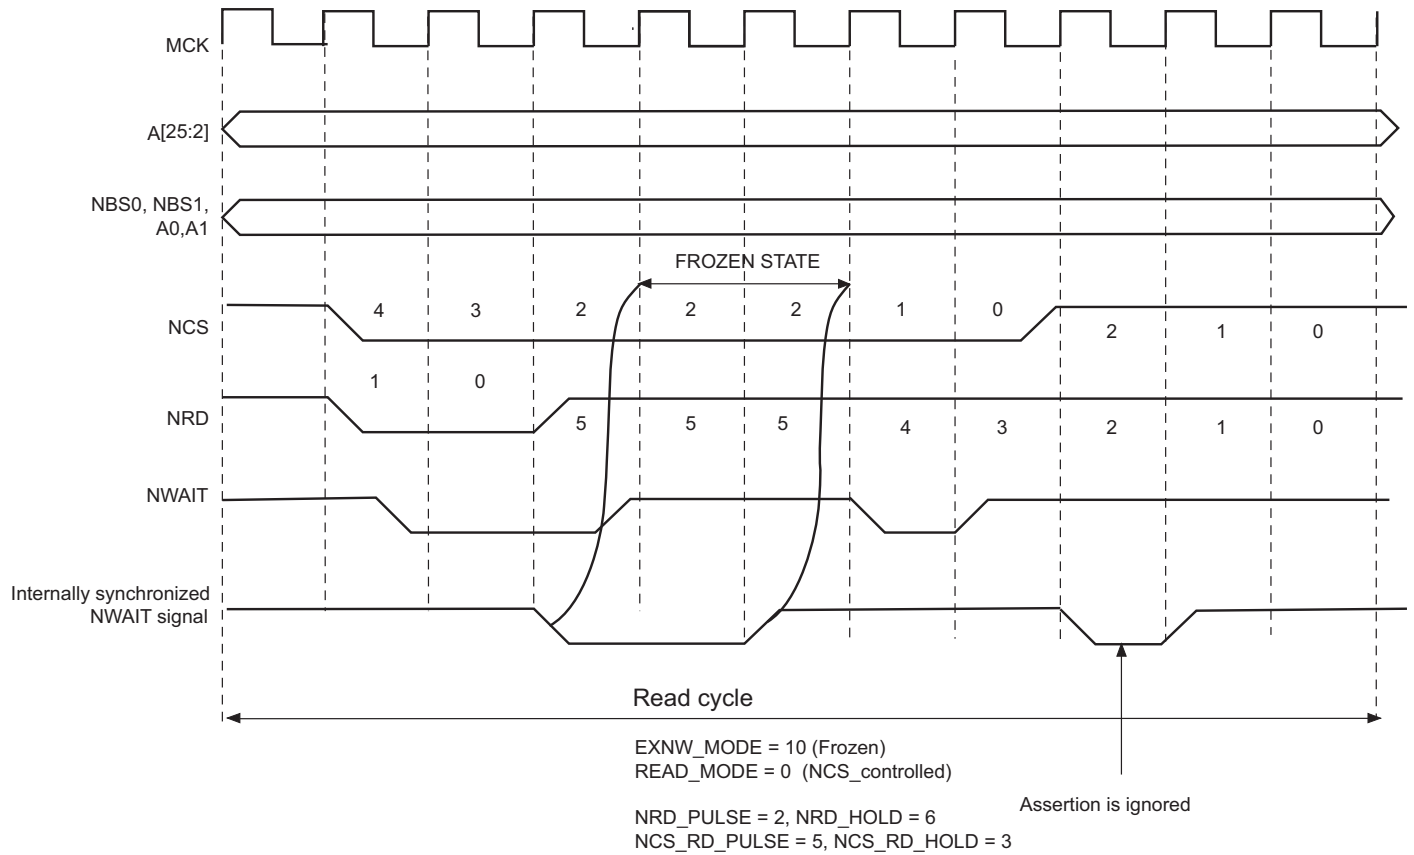 MCK
A[25:2]
NBS0, NBS1,
A0,A1
FROZEN STATE
4 3 2 2 2 1 0
NCS
2 1 0
1 0
NRD
5 5 5 4 3 2 1 0
NWAIT
Internally synchronized
NWAIT signal
Read cycle
EXNW_MODE = 10 (Frozen)
READ_MODE = 0 (NCS_controlled)
Assertion is ignored
NRD_PULSE = 2, NRD_HOLD = 6
NCS_RD_PULSE = 5, NCS_RD_HOLD = 3